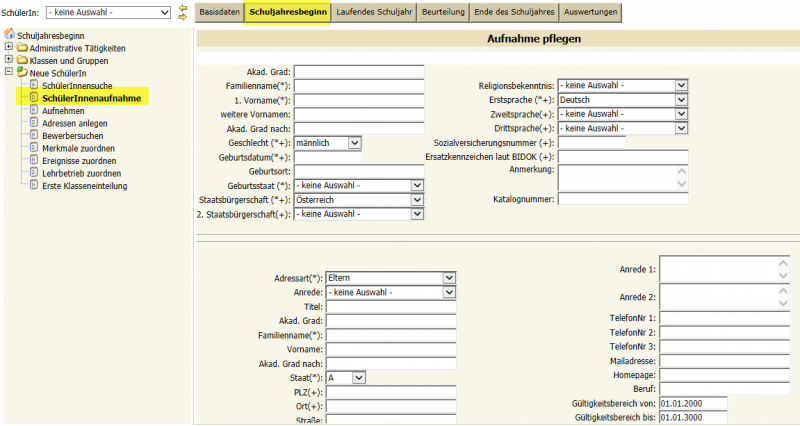 SchülerIn: - keine Auswahl -
Basisdaten Schuljahresbeginn Laufendes Schuljahr Beurteilung Ende des Schuljahres Auswertungen
Schuljahresbeginn
Administrative Tätigkeiten
Klassen und Gruppen
Neue SchülerIn
SchülerInnensuche
SchülerInnenaufnahme
Aufnehmen
Adressen anlegen
Bewerbersuchen
Merkmale zuordnen
Ereignisse zuordnen
Lehrbetrieb zuordnen
Erste Klasseneinteilung
Aufnahme pflegen
Akad. Grad:
Familienname(*):
1. Vorname(*):
weitere Vornamen:
Akad. Grad nach:
Geschlecht (*+): männlich
Geburtsdatum(*+):
Geburtsort:
Geburtsstaat (*): - keine Auswahl -
Staatsbürgerschaft (*+): Österreich
2. Staatsbürgerschaft(+): - keine Auswahl -
Religionsbekenntnis: - keine Auswahl -
Erstsprache (*+): Deutsch
Zweitsprache(+): - keine Auswahl -
Drittsprache(+): - keine Auswahl -
Sozialversicherungsnummer (+):
Ersatzkennzeichen laut BIDOK (+):
Anmerkung:
Katalognummer:
Adressart(*): Eltern
Anrede: - keine Auswahl -
Titel:
Akad. Grad:
Familienname(*):
Vorname:
Akad. Grad nach:
Staat(*): A
PLZ(+):
Ort(+):
Straße:
Anrede 1:
Anrede 2:
TelefonNr 1:
TelefonNr 2:
TelefonNr 3:
Mailadresse:
Homepage:
Beruf:
Gültigkeitsbereich von: 01.01.2000
Gültigkeitsbereich bis: 01.01.3000